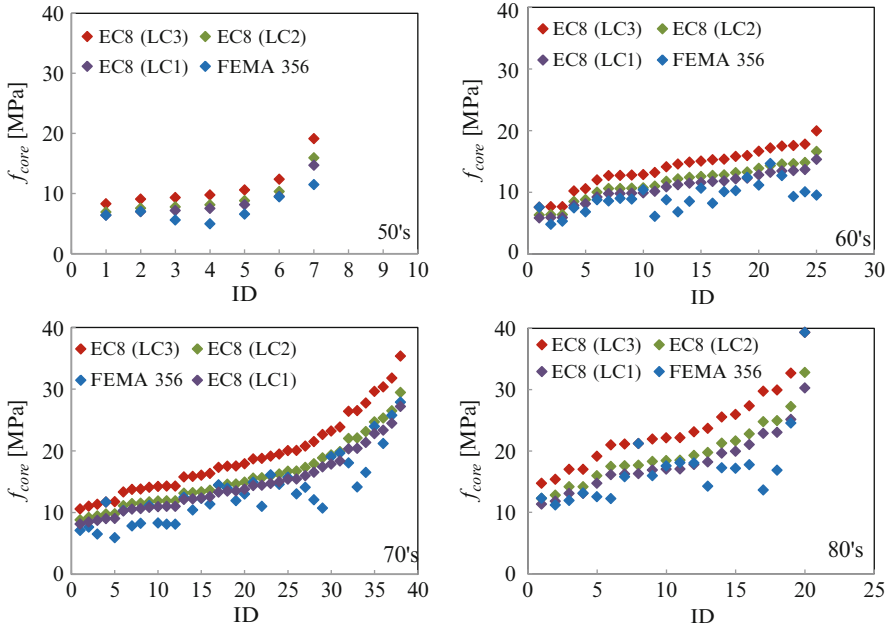 40
30
20
10
0
f_core [MPa]
EC8 (LC3) EC8 (LC2)
EC8 (LC1) FEMA 356
50's
0 1 2 3 4 5 6 7 8 9 10
ID
40
30
20
10
0
f_core [MPa]
EC8 (LC3) EC8 (LC2)
EC8 (LC1) FEMA 356
60's
0 5 10 15 20 25 30
ID
40
30
20
10
0
f_core [MPa]
EC8 (LC3) EC8 (LC2)
FEMA 356 EC8 (LC1)
70's
0 5 10 15 20 25 30 35 40
ID
40
30
20
10
0
f_core [MPa]
EC8 (LC3) EC8 (LC2)
EC8 (LC1) FEMA 356
80's
0 5 10 15 20 25
ID